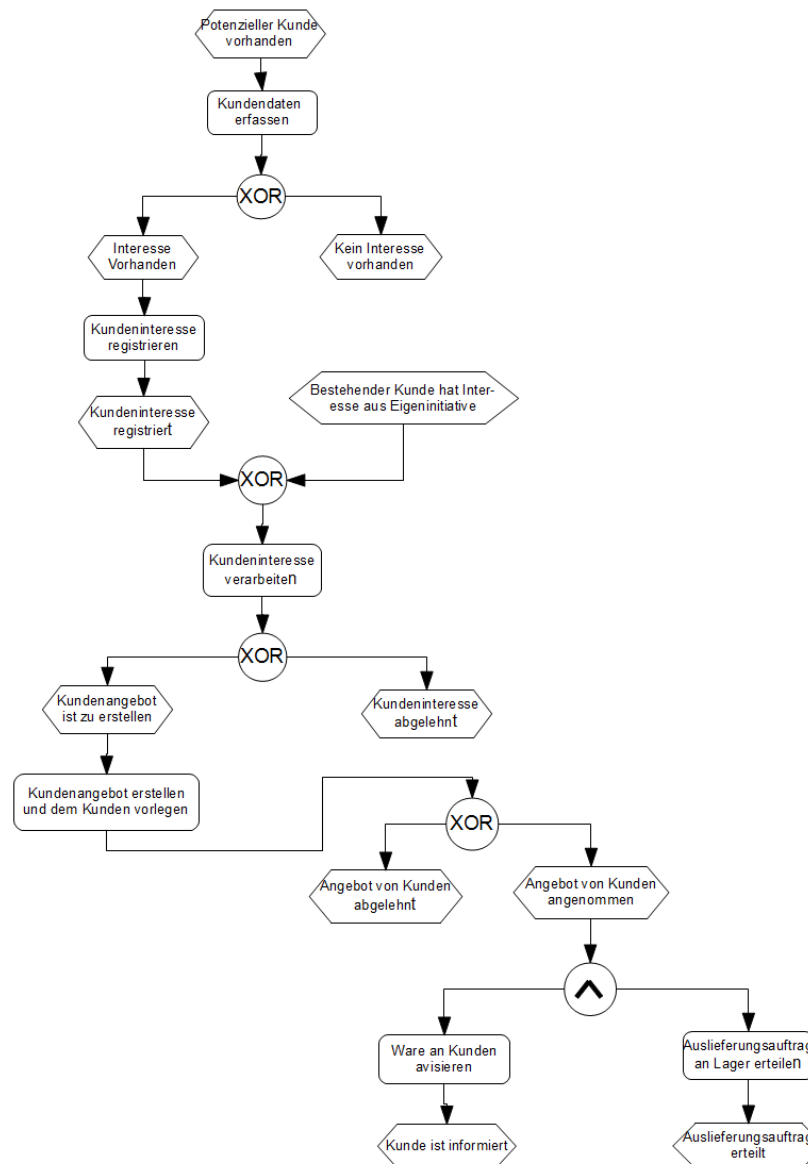 Potenzieller Kunde
vorhanden
Kundendaten
erfassen
XOR
Interesse
Vorhanden
Kein Interesse
vorhanden
Kundeninteresse
registrieren
Kundeninteresse
registriert
Bestehender Kunde hat Inter-
esse aus Eigeninitiative
XOR
Kundeninteresse
verarbeiten
XOR
Kundenangebot
ist zu erstellen
Kundeninteresse
abgelehnt
Kundenangebot erstellen
und dem Kunden vorlegen
XOR
Angebot von Kunden
abgelehnt
Angebot von Kunden
angenommen
Ware an Kunden
avisieren
Auslieferungsauftrag
an Lager erteilen
Kunde ist informiert
Auslieferungsauftrag
erteilt